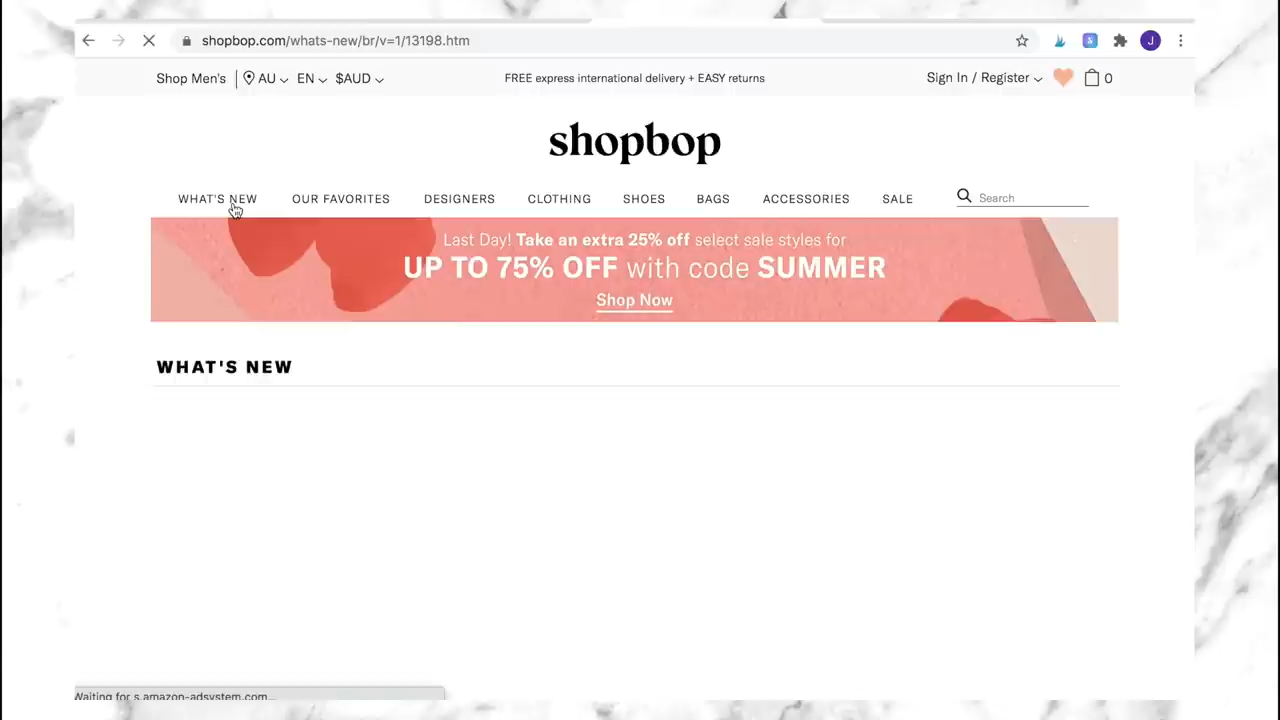 shopbop.com/whats-new/br/v=1/13198.htm
J
Shop Men's AU EN $AUD FREE express international delivery + EASY returns Sign In / Register 0
shopbop
WHAT'S NEW OUR FAVORITES DESIGNERS CLOTHING SHOES BAGS ACCESSORIES SALE Search
Last Day! Take an extra 25% off select sale styles for
UP TO 75% OFF with code SUMMER
Shop Now
WHAT'S NEW
Waiting for s.amazon-adsystem.com...